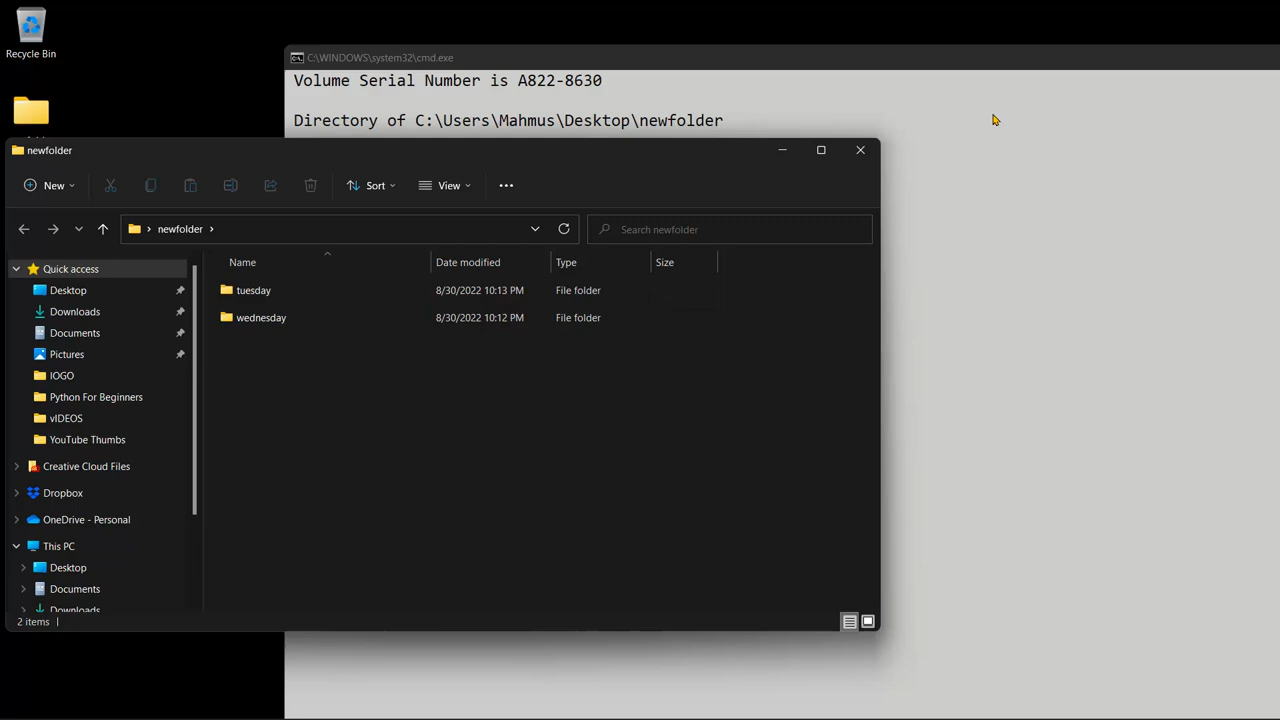 Recycle Bin
C:\WINDOWS\system32\cmd.exe
Volume Serial Number is A822-8630
Directory of C:\Users\Mahmus\Desktop\newfolder
newfolder
New
Sort
View
newfolder
Search newfolder
Name
Date modified
Type
Size
tuesday
8/30/2022 10:13 PM
File folder
wednesday
8/30/2022 10:12 PM
File folder
Quick access
Desktop
Downloads
Documents
Pictures
IOGO
Python For Beginners
vIDEOS
YouTube Thumbs
Creative Cloud Files
Dropbox
OneDrive - Personal
This PC
Desktop
Documents
Downloads
2 items